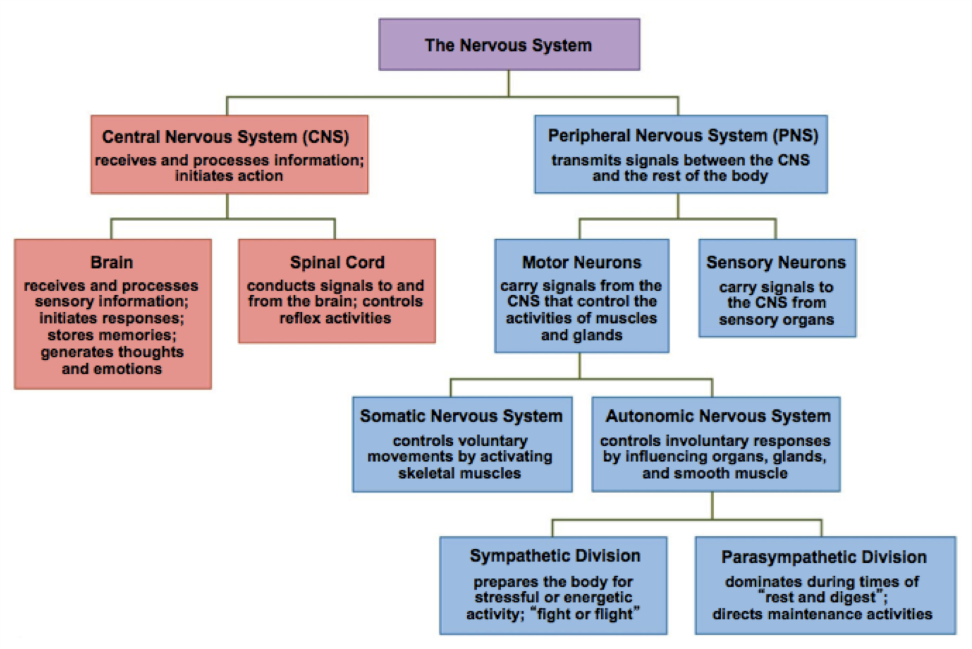 The Nervous System
Central Nervous System (CNS)
receives and processes information;
initiates action
Peripheral Nervous System (PNS)
transmits signals between the CNS
and the rest of the body
Brain
receives and processes
sensory information;
initiates responses;
stores memories;
generates thoughts
and emotions
Spinal Cord
conducts signals to and
from the brain; controls
reflex activities
Motor Neurons
carry signals from the
CNS that control the
activities of muscles
and glands
Sensory Neurons
carry signals to
the CNS from
sensory organs
Somatic Nervous System
controls voluntary
movements by activating
skeletal muscles
Autonomic Nervous System
controls involuntary responses
by influencing organs, glands,
and smooth muscle
Sympathetic Division
prepares the body for
stressful or energetic
activity; “fight or flight”
Parasympathetic Division
dominates during times of
“rest and digest”;
directs maintenance activities